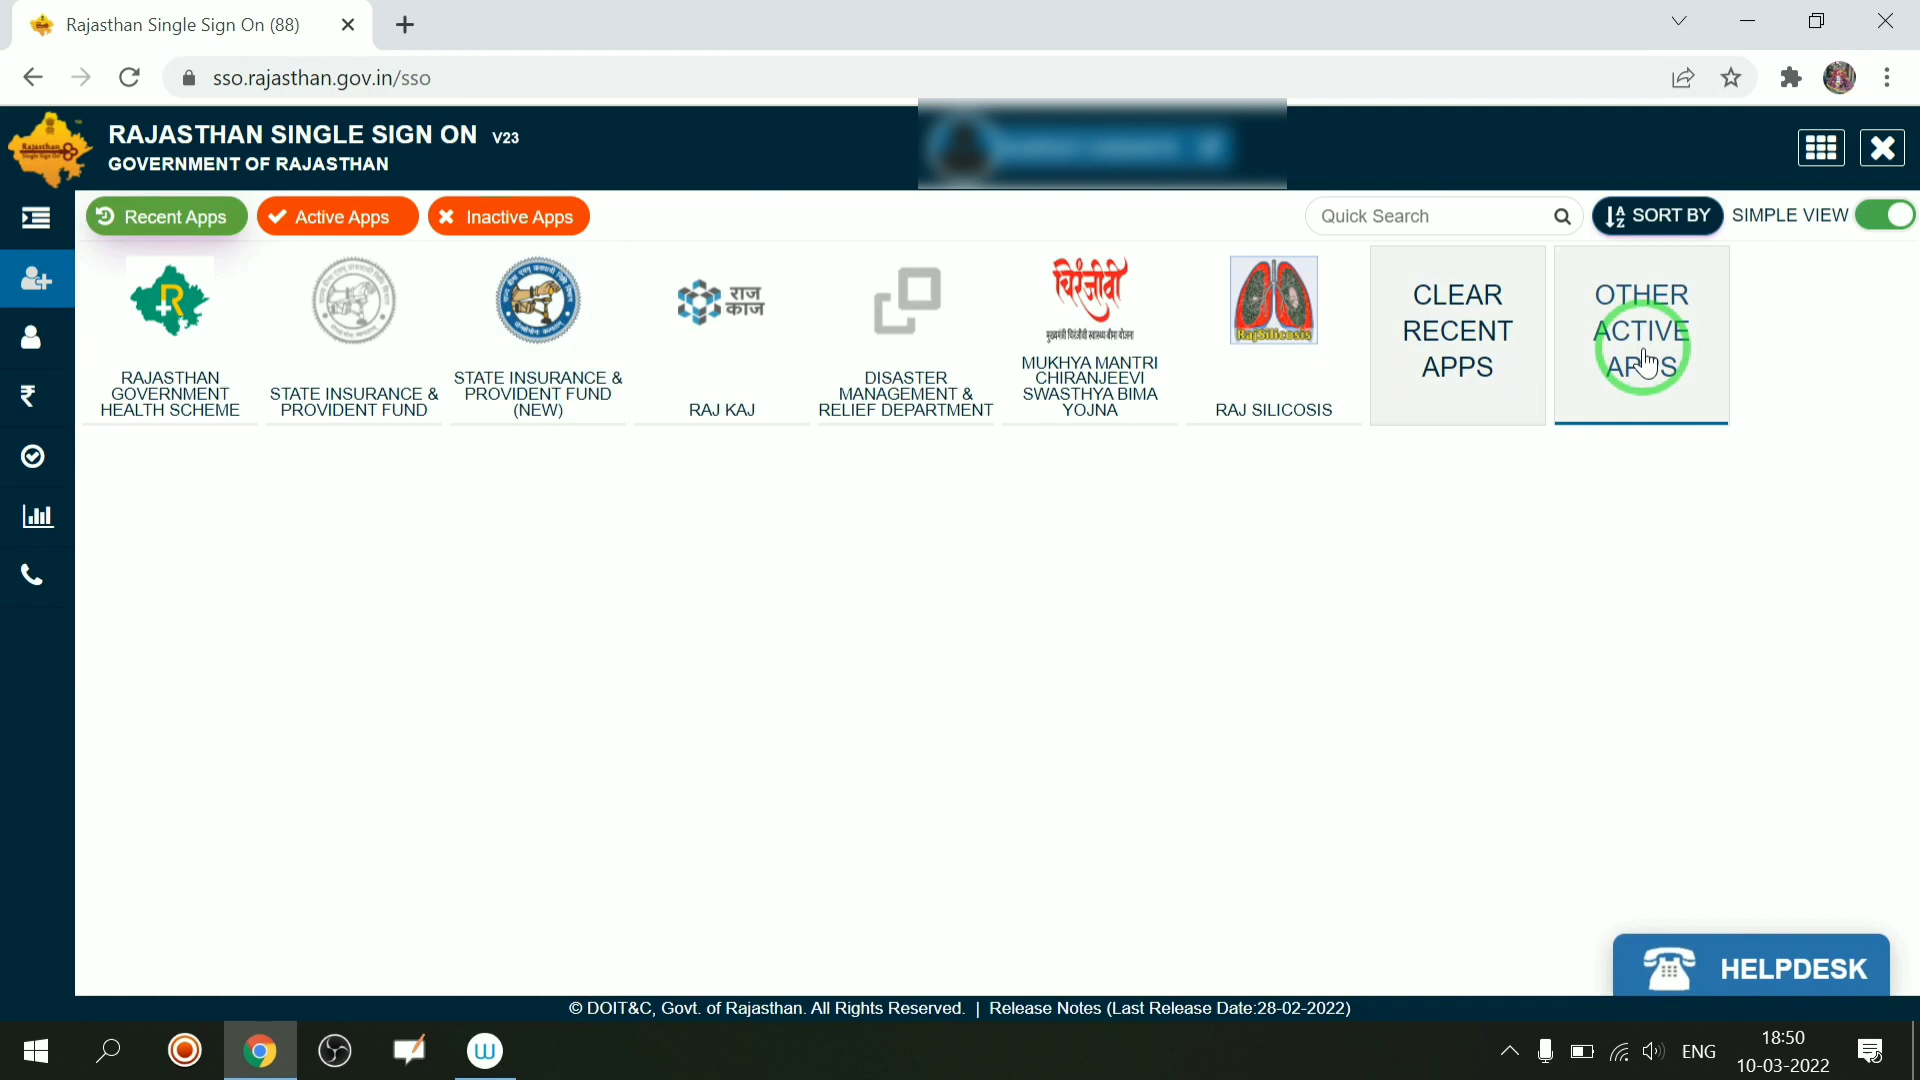 Rajasthan Single Sign On (88)
sso.rajasthan.gov.in/sso
RAJASTHAN SINGLE SIGN ON V23
GOVERNMENT OF RAJASTHAN
Recent Apps
Active Apps
Inactive Apps
Quick Search
SORT BY
SIMPLE VIEW
RAJASTHAN
GOVERNMENT
HEALTH SCHEME
STATE INSURANCE &
PROVIDENT FUND
STATE INSURANCE &
PROVIDENT FUND
(NEW)
राज
काज
RAJ KAJ
DISASTER
MANAGEMENT &
RELIEF DEPARTMENT
चिरंजीवी
मुख्यमंत्री चिरंजीवी स्वास्थ्य बीमा योजना
MUKHYA MANTRI
CHIRANJEEVI
SWASTHYA BIMA
YOJNA
RajSilicosis
RAJ SILICOSIS
CLEAR
RECENT
APPS
OTHER
ACTIVE
APPS
HELPDESK
© DOIT&C, Govt. of Rajasthan. All Rights Reserved. | Release Notes (Last Release Date:28-02-2022)
ENG
18:50
10-03-2022